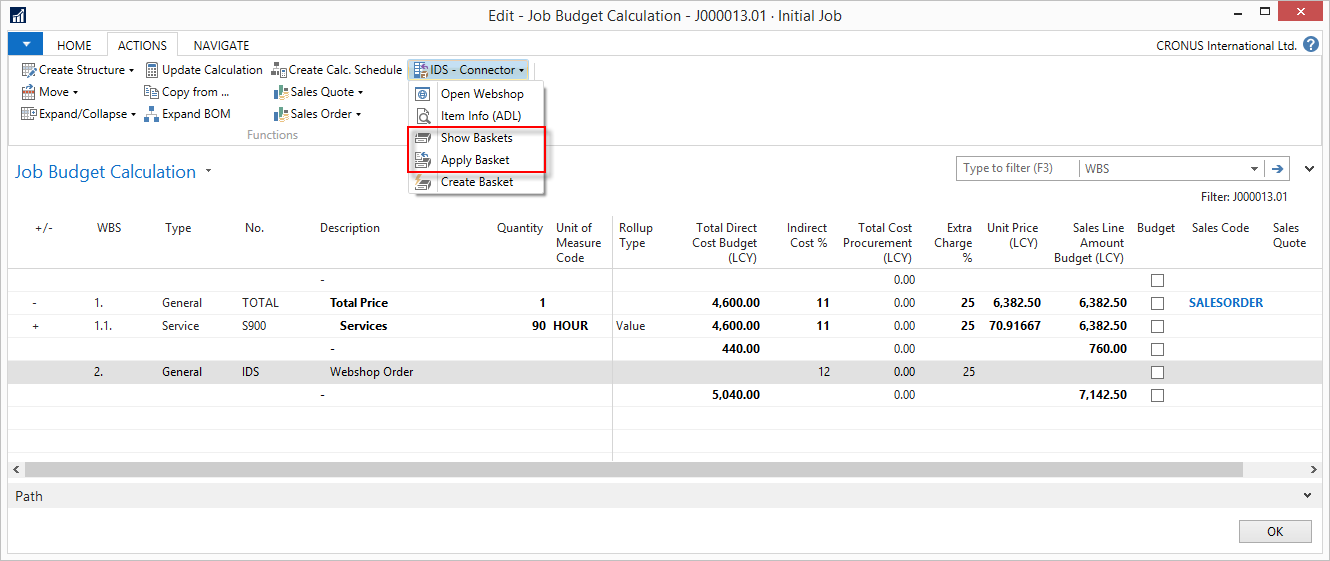 Edit - Job Budget Calculation - J000013.01 · Initial Job
HOME ACTIONS NAVIGATE CRONUS International Ltd. ?
Create Structure Update Calculation Create Calc. Schedule IDS - Connector
Move Copy from ... Sales Quote Open Webshop
Expand/Collapse Expand BOM Sales Order Item Info (ADL)
Functions Show Baskets
Apply Basket
Create Basket
Job Budget Calculation Type to filter (F3) WBS
Filter: J000013.01
+/- WBS Type No. Description Quantity Unit of Measure Code Rollup Type Total Direct Cost Budget (LCY) Indirect Cost % Total Cost Procurement (LCY) Extra Charge % Unit Price (LCY) Sales Line Amount Budget (LCY) Budget Sales Code Sales Quote
- 0.00
- 1. General TOTAL Total Price 1 4,600.00 11 0.00 25 6,382.50 6,382.50 SALESORDER
+ 1.1. Service S900 Services 90 HOUR Value 4,600.00 11 0.00 25 70.91667 6,382.50
- 440.00 0.00 760.00
2. General IDS Webshop Order 12 0.00 25
- 5,040.00 0.00 7,142.50
Path
OK